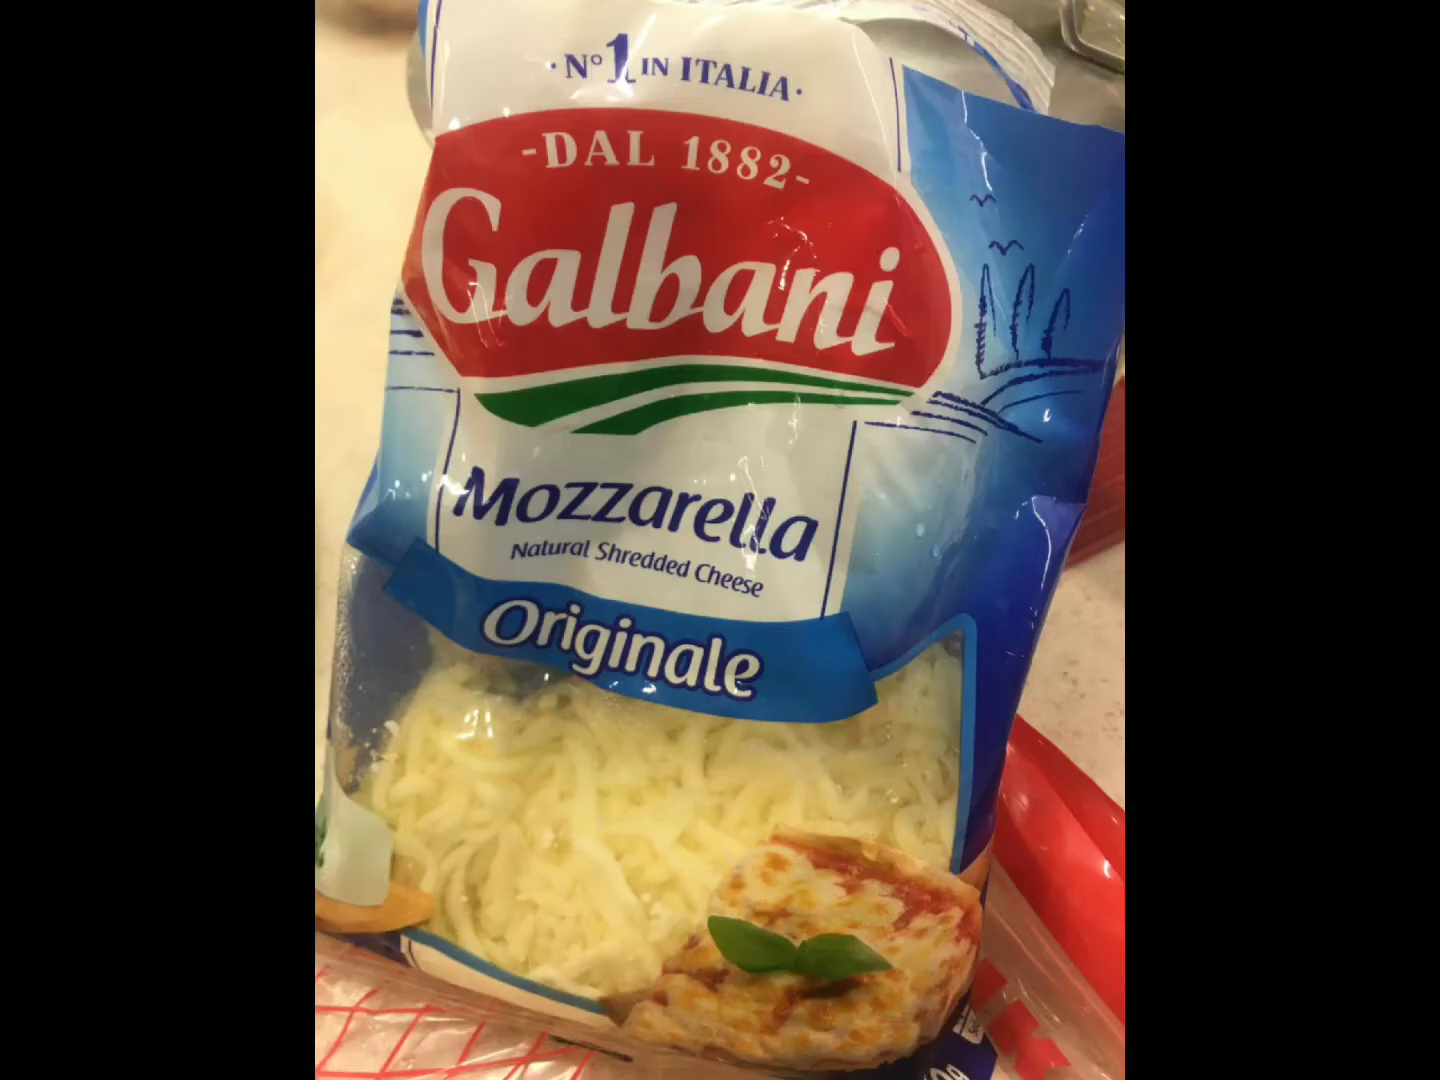 · N° 1 IN ITALIA ·
-DAL 1882-
Galbani
Mozzarella
Natural Shredded Cheese
Originale